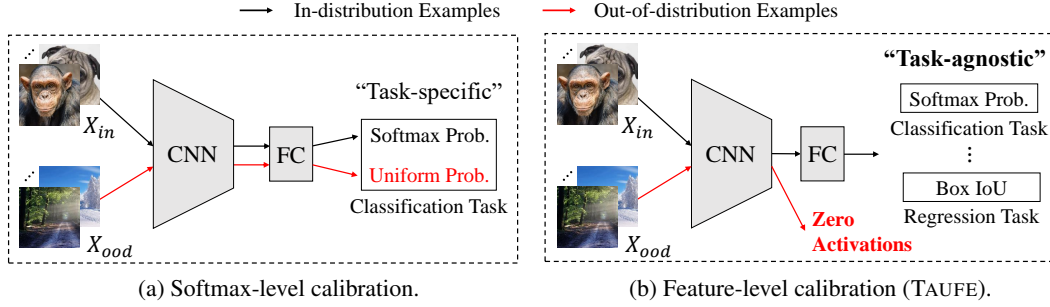 In-distribution Examples
Out-of-distribution Examples
X_in
X_ood
CNN
FC
“Task-specific”
Softmax Prob.
Uniform Prob.
Classification Task
(a) Softmax-level calibration.
X_in
X_ood
CNN
FC
Zero
Activations
“Task-agnostic”
Softmax Prob.
Classification Task
⋮
Box IoU
Regression Task
(b) Feature-level calibration (TAUFE).